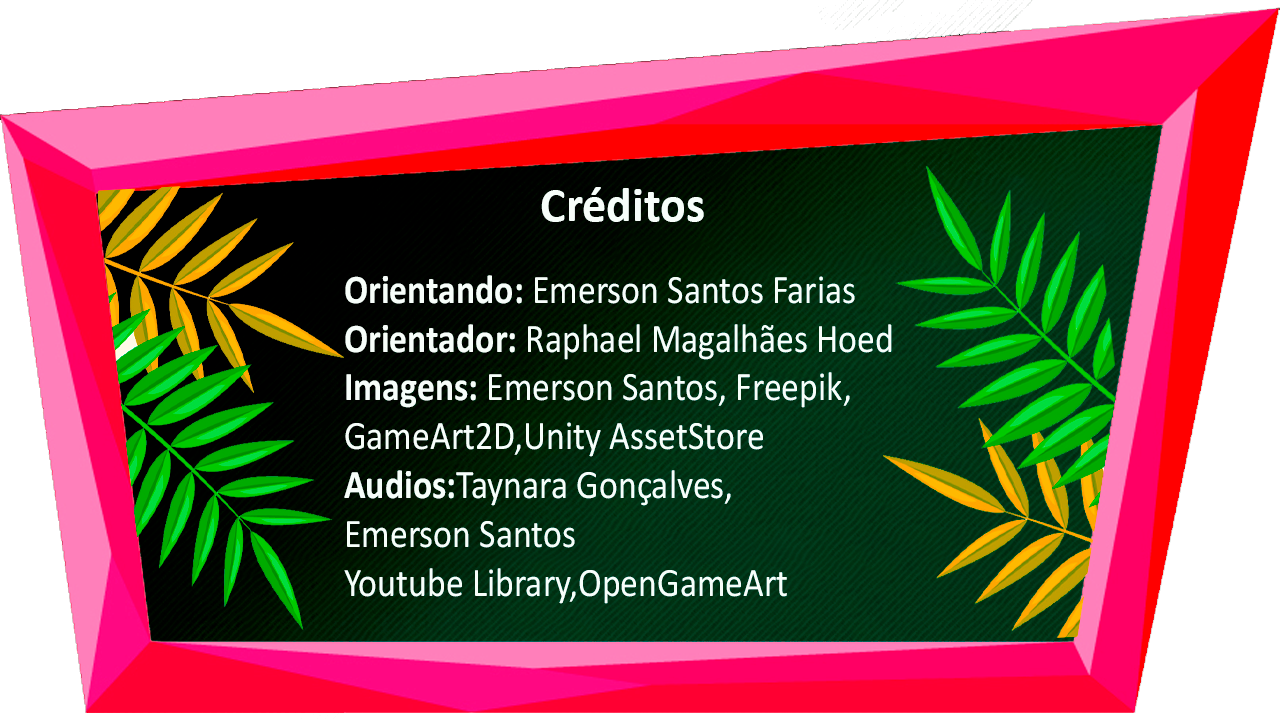 Créditos
Orientando: Emerson Santos Farias
Orientador: Raphael Magalhães Hoed
Imagens: Emerson Santos, Freepik,
GameArt2D,Unity AssetStore
Audios:Taynara Gonçalves,
Emerson Santos
Youtube Library,OpenGameArt